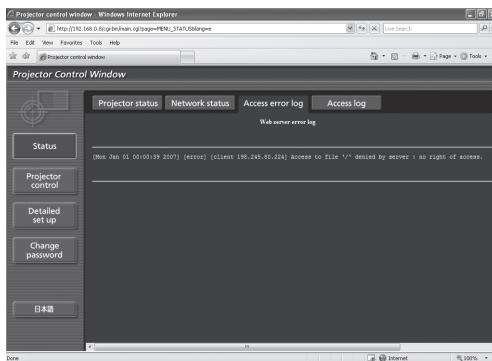 Projector control window - Windows Internet Explorer
http://192.168.0.8/cgi-bin/main.cgi?page=MENU_STATUS&lang=e
Live Search
File Edit View Favorites Tools Help
Projector control window
Page Tools
Projector Control Window
Projector status Network status Access error log Access log
Web server error log
Status
[Mon Jan 01 00:00:39 2007] [error] [client 198.245.80.224] Access to file '/' denied by server : no right of access.
Projector
control
Detailed
set up
Change
password
日本語
Done Internet 100%